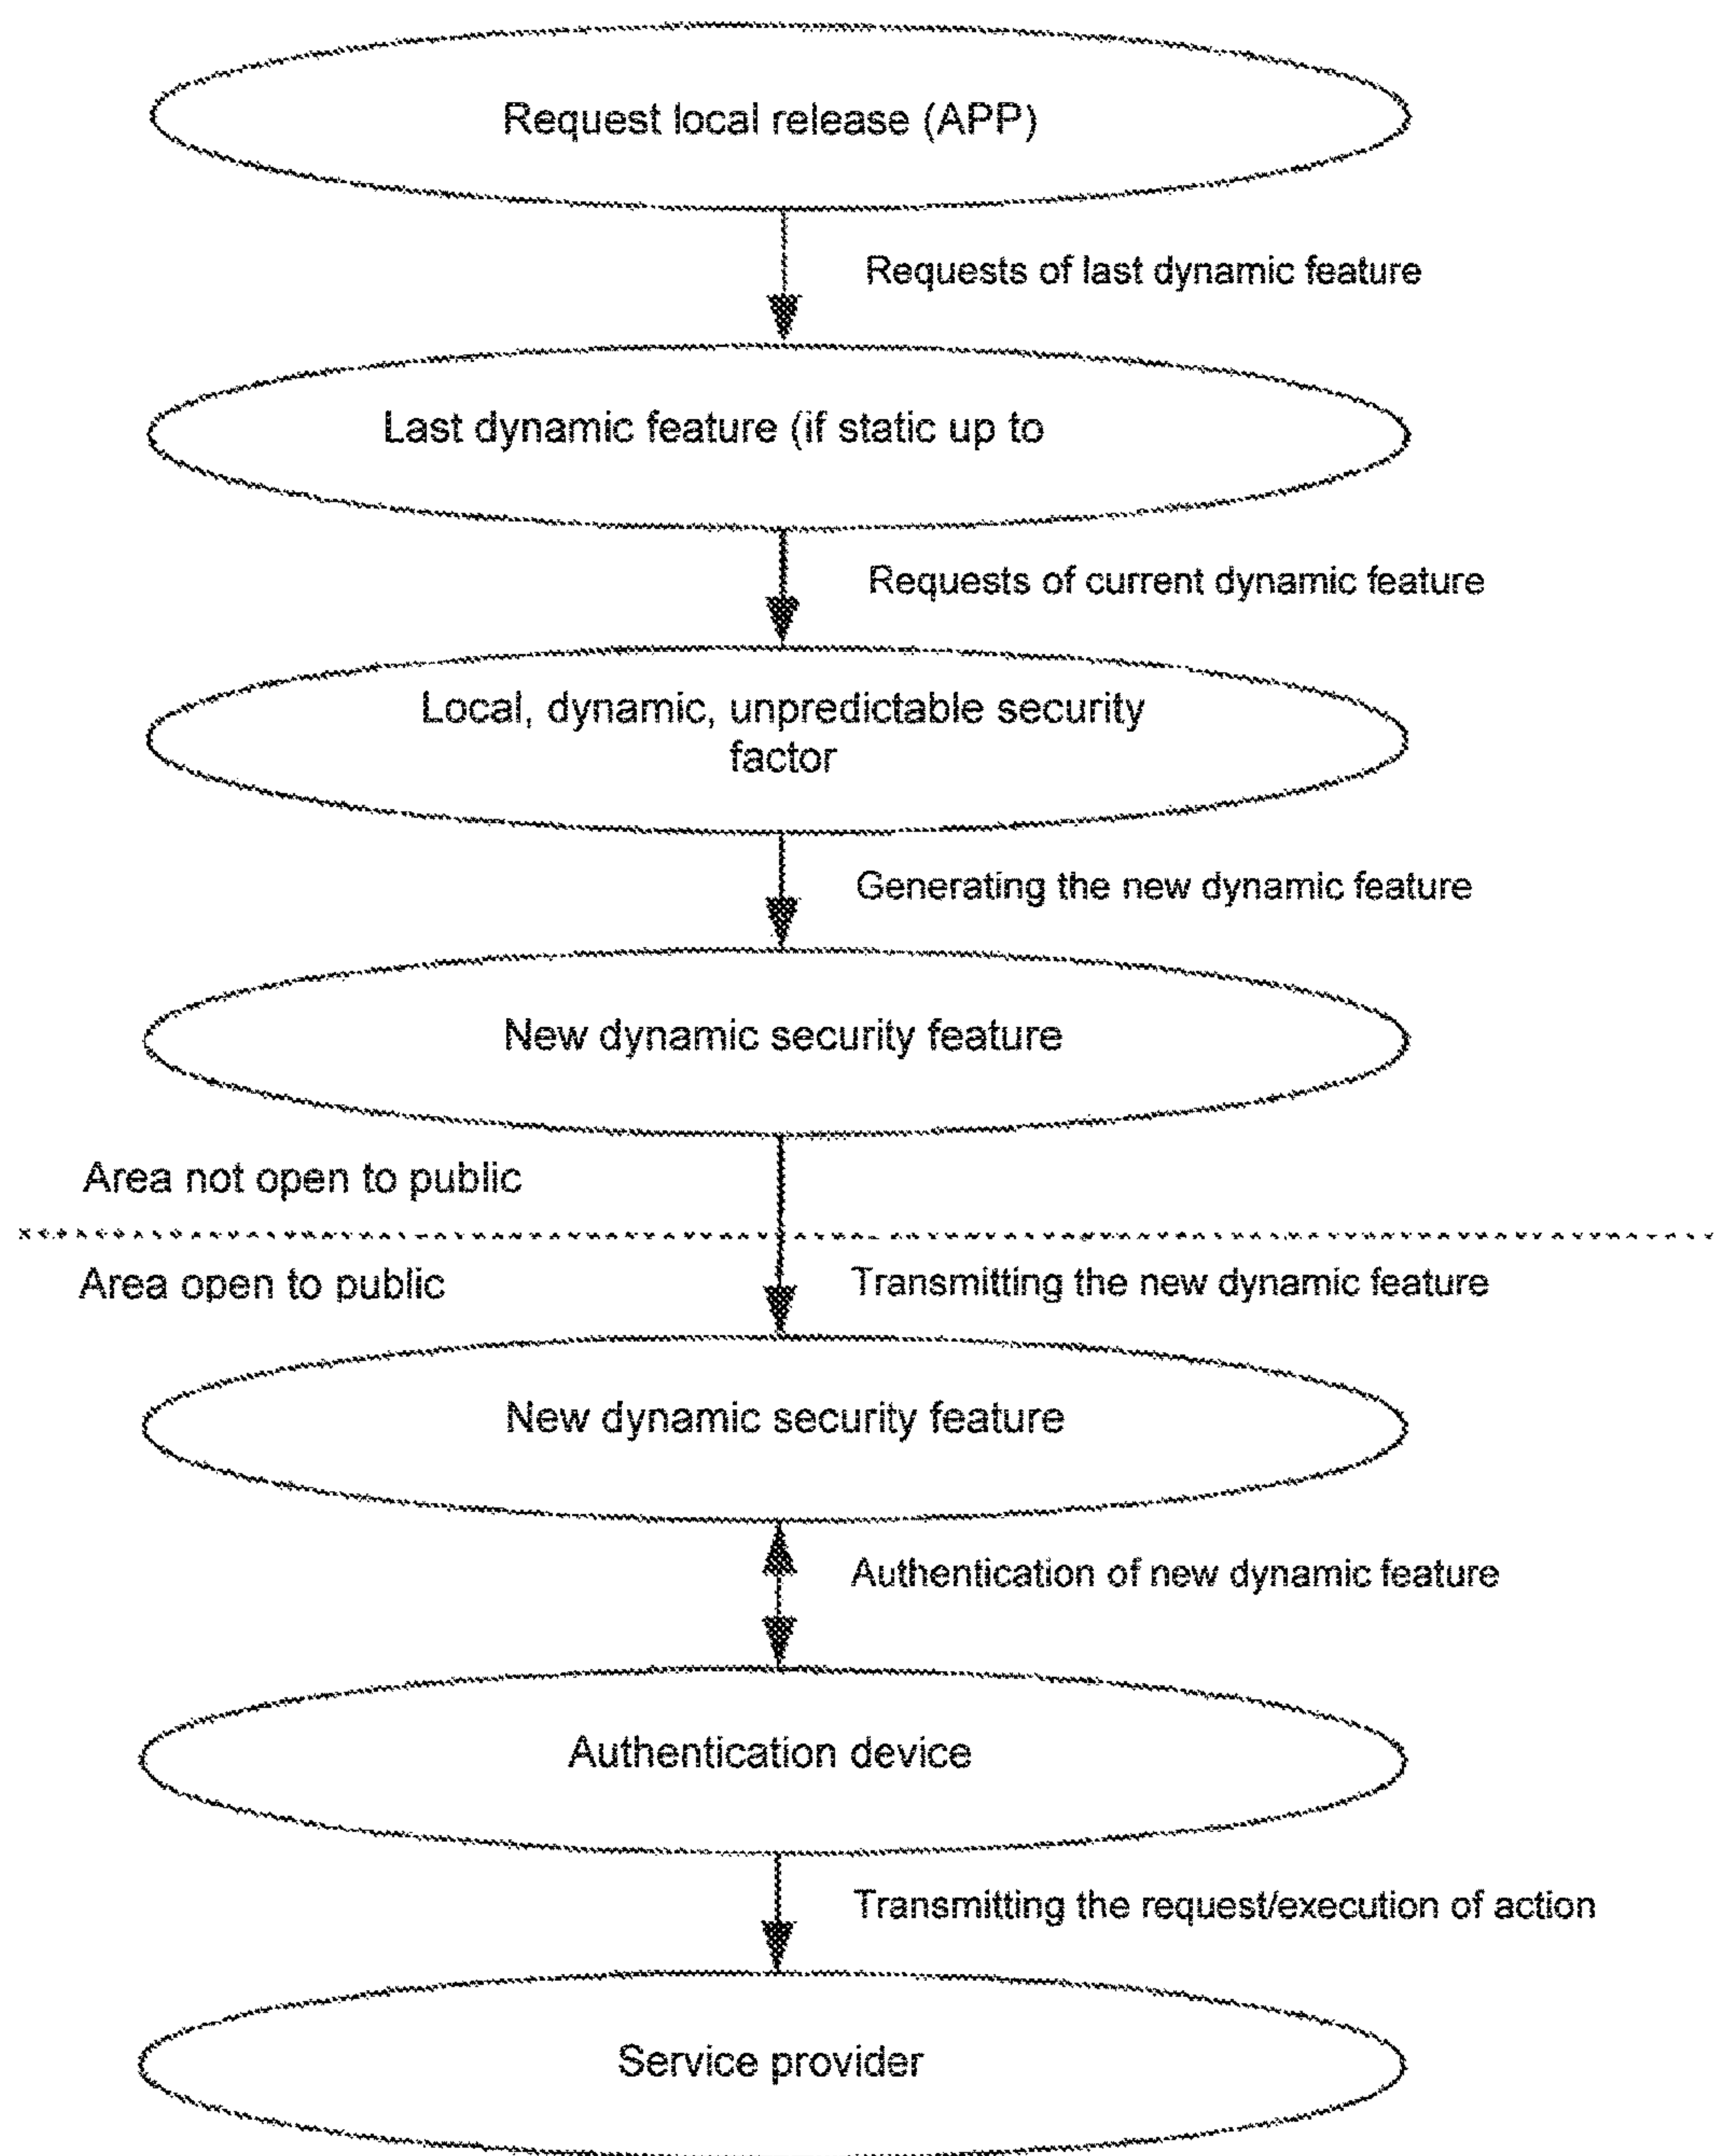 Request local release (APP)
Requests of last dynamic feature
Last dynamic feature (if static up to
Requests of current dynamic feature
Local, dynamic, unpredictable security
factor
Generating the new dynamic feature
New dynamic security feature
Area not open to public
Area open to public
Transmitting the new dynamic feature
New dynamic security feature
Authentication of new dynamic feature
Authentication device
Transmitting the request/execution of action
Service provider